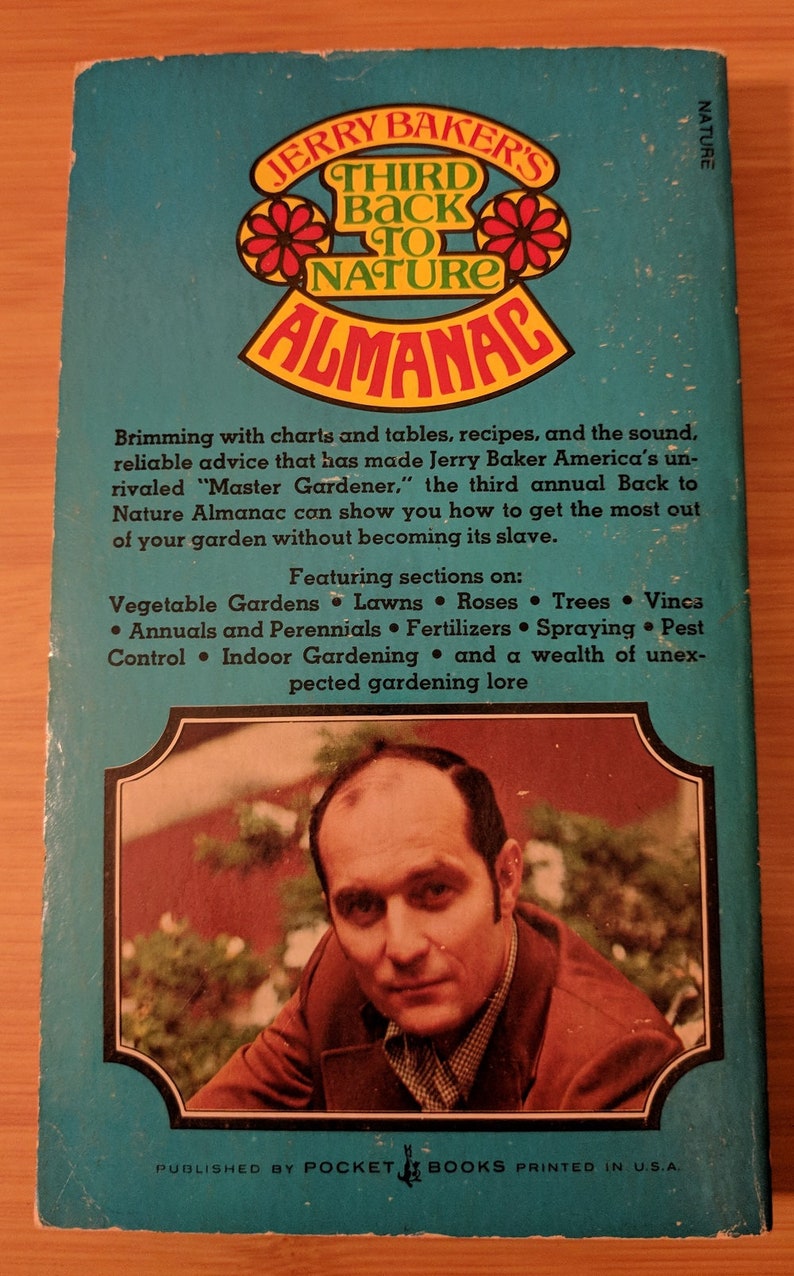 NATURE
JERRY BAKER'S
THIRD
BACK
TO
NATURE
ALMANAC
Brimming with charts and tables, recipes, and the sound,
reliable advice that has made Jerry Baker America's un-
rivaled "Master Gardener," the third annual Back to
Nature Almanac can show you how to get the most out
of your garden without becoming its slave.
Featuring sections on:
Vegetable Gardens • Lawns • Roses • Trees • Vines
• Annuals and Perennials • Fertilizers • Spraying • Pest
Control • Indoor Gardening • and a wealth of unex-
pected gardening lore
PUBLISHED BY POCKET BOOKS PRINTED IN U.S.A.